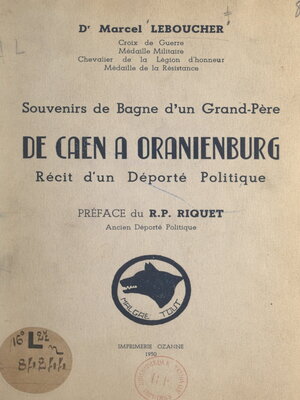 Dr Marcel LEBOUCHER
Croix de Guerre
Médaille Militaire
Chevalier de la Légion d'honneur
Médaille de la Résistance
Souvenirs de Bagne d'un Grand-Père
DE CAEN A ORANIENBURG
Récit d'un Déporté Politique
PRÉFACE du R.P. RIQUET
Ancien Déporté Politique
MALGRÉ TOUT
IMPRIMERIE OZANNE
1950
16° L